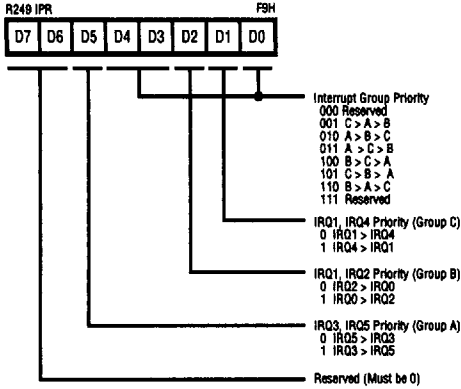 R249 IPR F9H
D7 D6 D5 D4 D3 D2 D1 D0
Interrupt Group Priority
000 Reserved
001 C > A > B
010 A > B > C
011 A > C > B
100 B > C > A
101 C > B > A
110 B > A > C
111 Reserved
IRQ1, IRQ4 Priority (Group C)
0 IRQ1 > IRQ4
1 IRQ4 > IRQ1
IRQ1, IRQ2 Priority (Group B)
0 IRQ2 > IRQ0
1 IRQ0 > IRQ2
IRQ3, IRQ5 Priority (Group A)
0 IRQ5 > IRQ3
1 IRQ3 > IRQ5
Reserved (Must be 0)